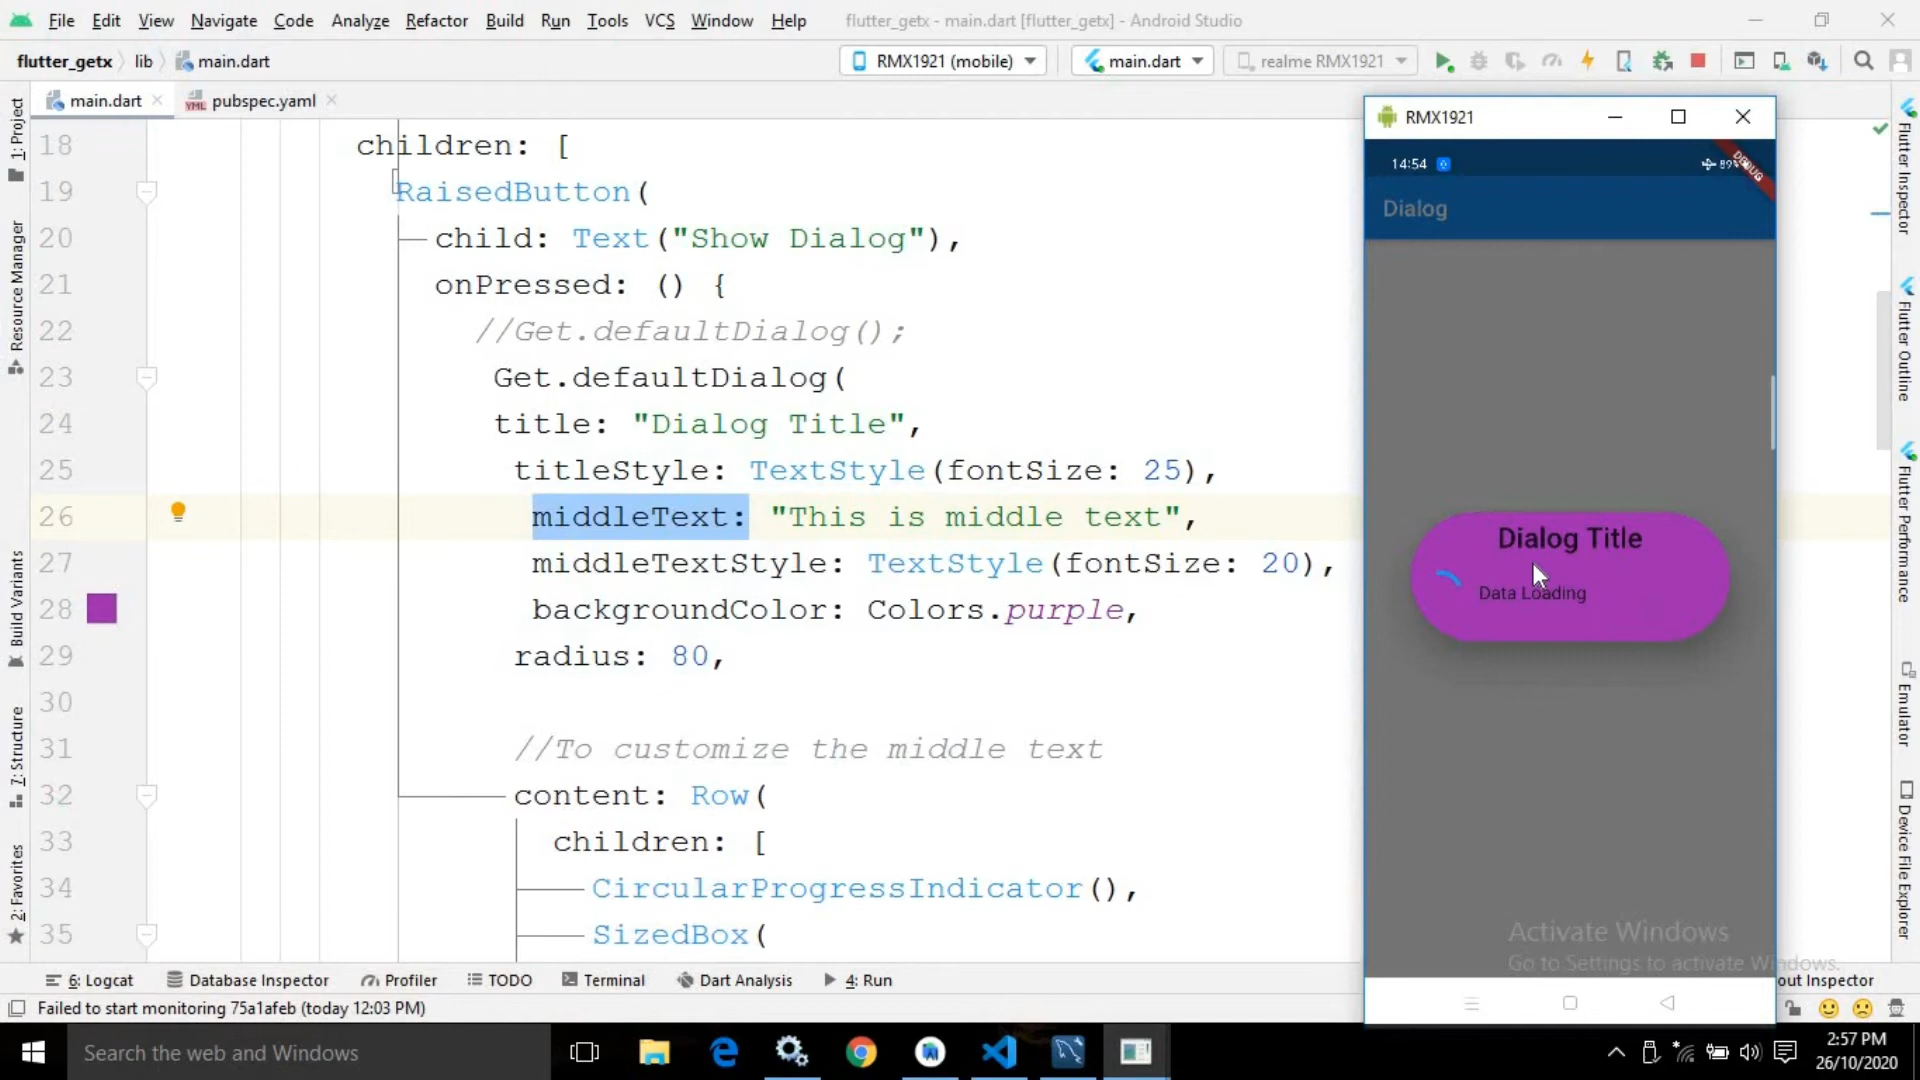 File Edit View Navigate Code Analyze Refactor Build Run Tools VCS Window Help flutter_getx - main.dart [flutter_getx] - Android Studio
flutter_getx lib main.dart RMX1921 (mobile) main.dart realme RMX1921
main.dart pubspec.yaml
18 children: [
19 RaisedButton(
20 child: Text("Show Dialog"),
21 onPressed: () {
22 //Get.defaultDialog();
23 Get.defaultDialog(
24 title: "Dialog Title",
25 titleStyle: TextStyle(fontSize: 25),
26 middleText: "This is middle text",
27 middleTextStyle: TextStyle(fontSize: 20),
28 backgroundColor: Colors.purple,
29 radius: 80,
30
31 //To customize the middle text
32 content: Row(
33 children: [
34 CircularProgressIndicator(),
35 SizedBox(
1: Project
Resource Manager
Build Variants
7: Structure
2: Favorites
RMX1921
14:54 89%
DEBUG
Dialog
Dialog Title
Data Loading
Activate Windows
Go to Settings to activate Windows.
Flutter Inspector
Flutter Outline
Flutter Performance
Emulator
Device File Explorer
6: Logcat Database Inspector Profiler TODO Terminal Dart Analysis 4: Run out Inspector
Failed to start monitoring 75a1afeb (today 12:03 PM)
Search the web and Windows
2:57 PM
26/10/2020